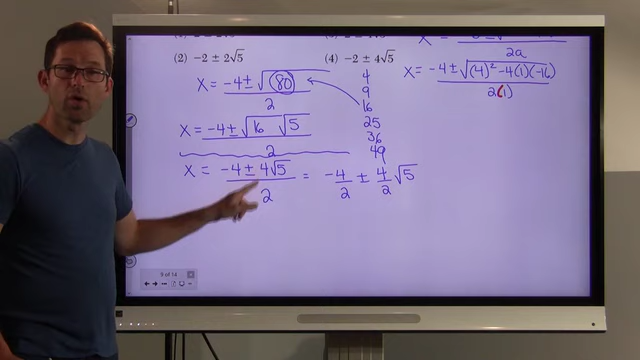 (2) -2 ± 2√5
(4) -2 ± 4√5
2a
x = -4 ± √(4)² - 4(1)(-16)
2(1)
x = -4 ± √80
2
4
9
16
25
36
49
x = -4 ± √16 √5
2
x = -4 ± 4√5 = -4 ± 4 √5
2 2 2
9 of 14